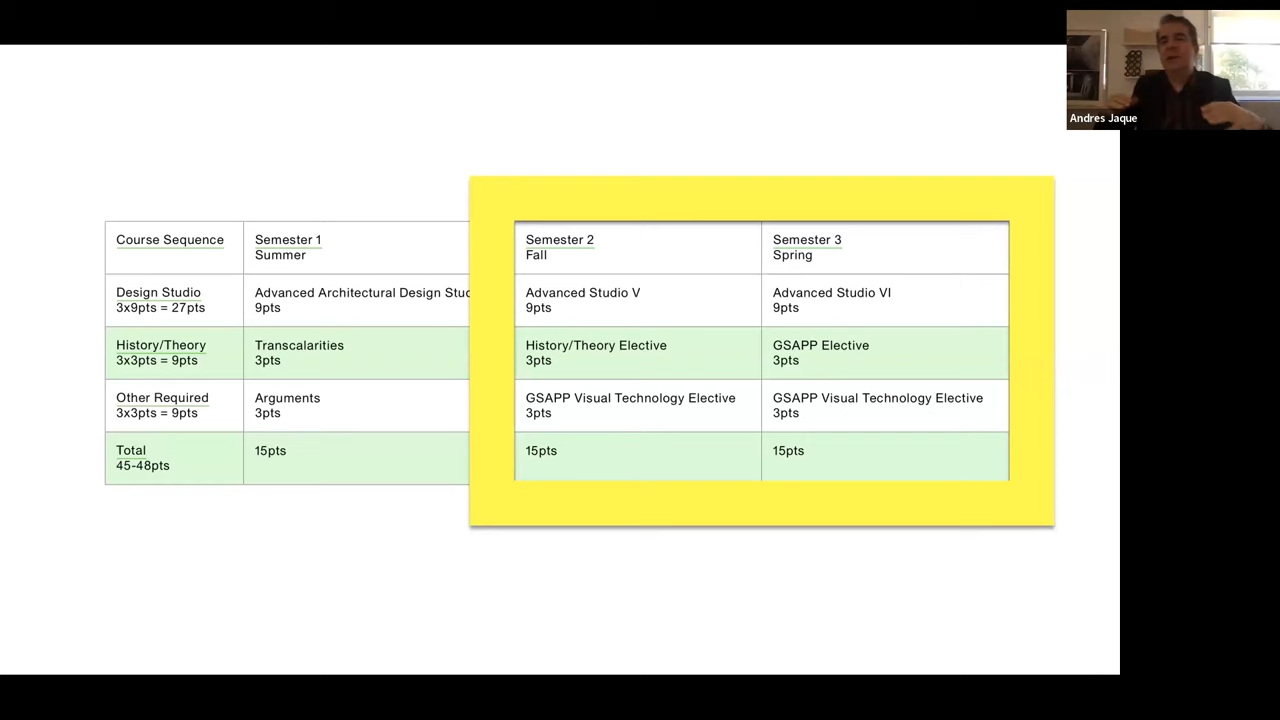 Andres Jaque
Course Sequence
Semester 1
Summer
Semester 2
Fall
Semester 3
Spring
Design Studio
3x9pts = 27pts
Advanced Architectural Design Stud
9pts
Advanced Studio V
9pts
Advanced Studio VI
9pts
History/Theory
3x3pts = 9pts
Transcalarities
3pts
History/Theory Elective
3pts
GSAPP Elective
3pts
Other Required
3x3pts = 9pts
Arguments
3pts
GSAPP Visual Technology Elective
3pts
GSAPP Visual Technology Elective
3pts
Total
45-48pts
15pts
15pts
15pts